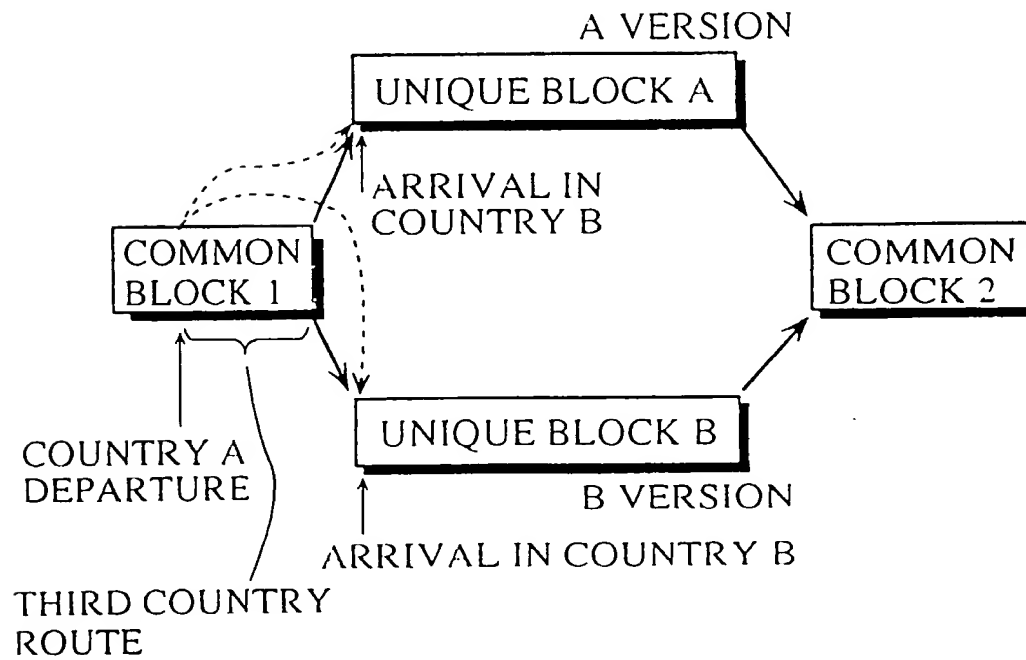 A VERSION
UNIQUE BLOCK A
ARRIVAL IN
COUNTRY B
COMMON
BLOCK 1
COMMON
BLOCK 2
UNIQUE BLOCK B
COUNTRY A
DEPARTURE
B VERSION
ARRIVAL IN COUNTRY B
THIRD COUNTRY
ROUTE